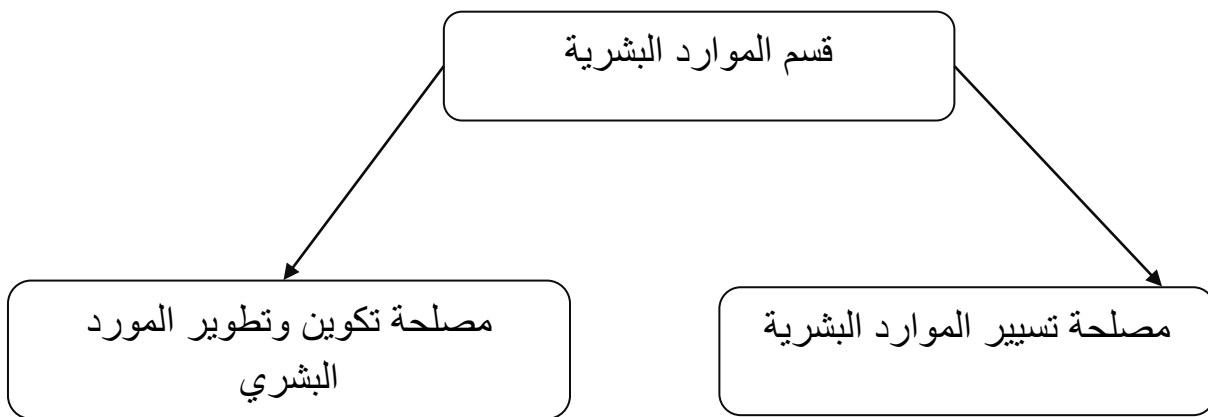 قسم الموارد البشرية
مصلحة تسيير الموارد البشرية
مصلحة تكوين وتطوير المورد
البشري